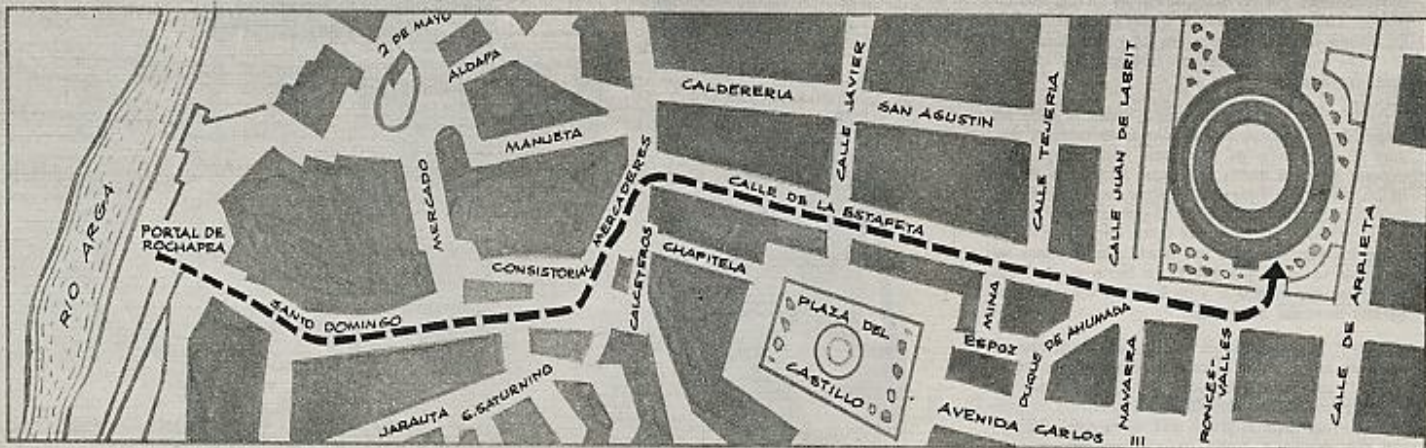 RIO ARGA
PORTAL DE
ROCHAPEA
SANTO DOMINGO
2 DE MAYO
ALDAPA
MERCADO
MANUETA
CONSISTORIAL
MERCADERES
CALCETEROS
CHAPITELA
JARAUTA
S. SATURNINO
CALDERERIA
CALLE JAVIER
SAN AGUSTIN
CALLE DE LA ESTAFETA
CALLE TEJERIA
CALLE JUAN DE LABRIT
PLAZA DEL
CASTILLO
ESPOZ
MINA
DUQUE DE AHUMADA
AVENIDA CARLOS III
NAVARRA
RONCES-
VALLES
CALLE DE ARRIETA